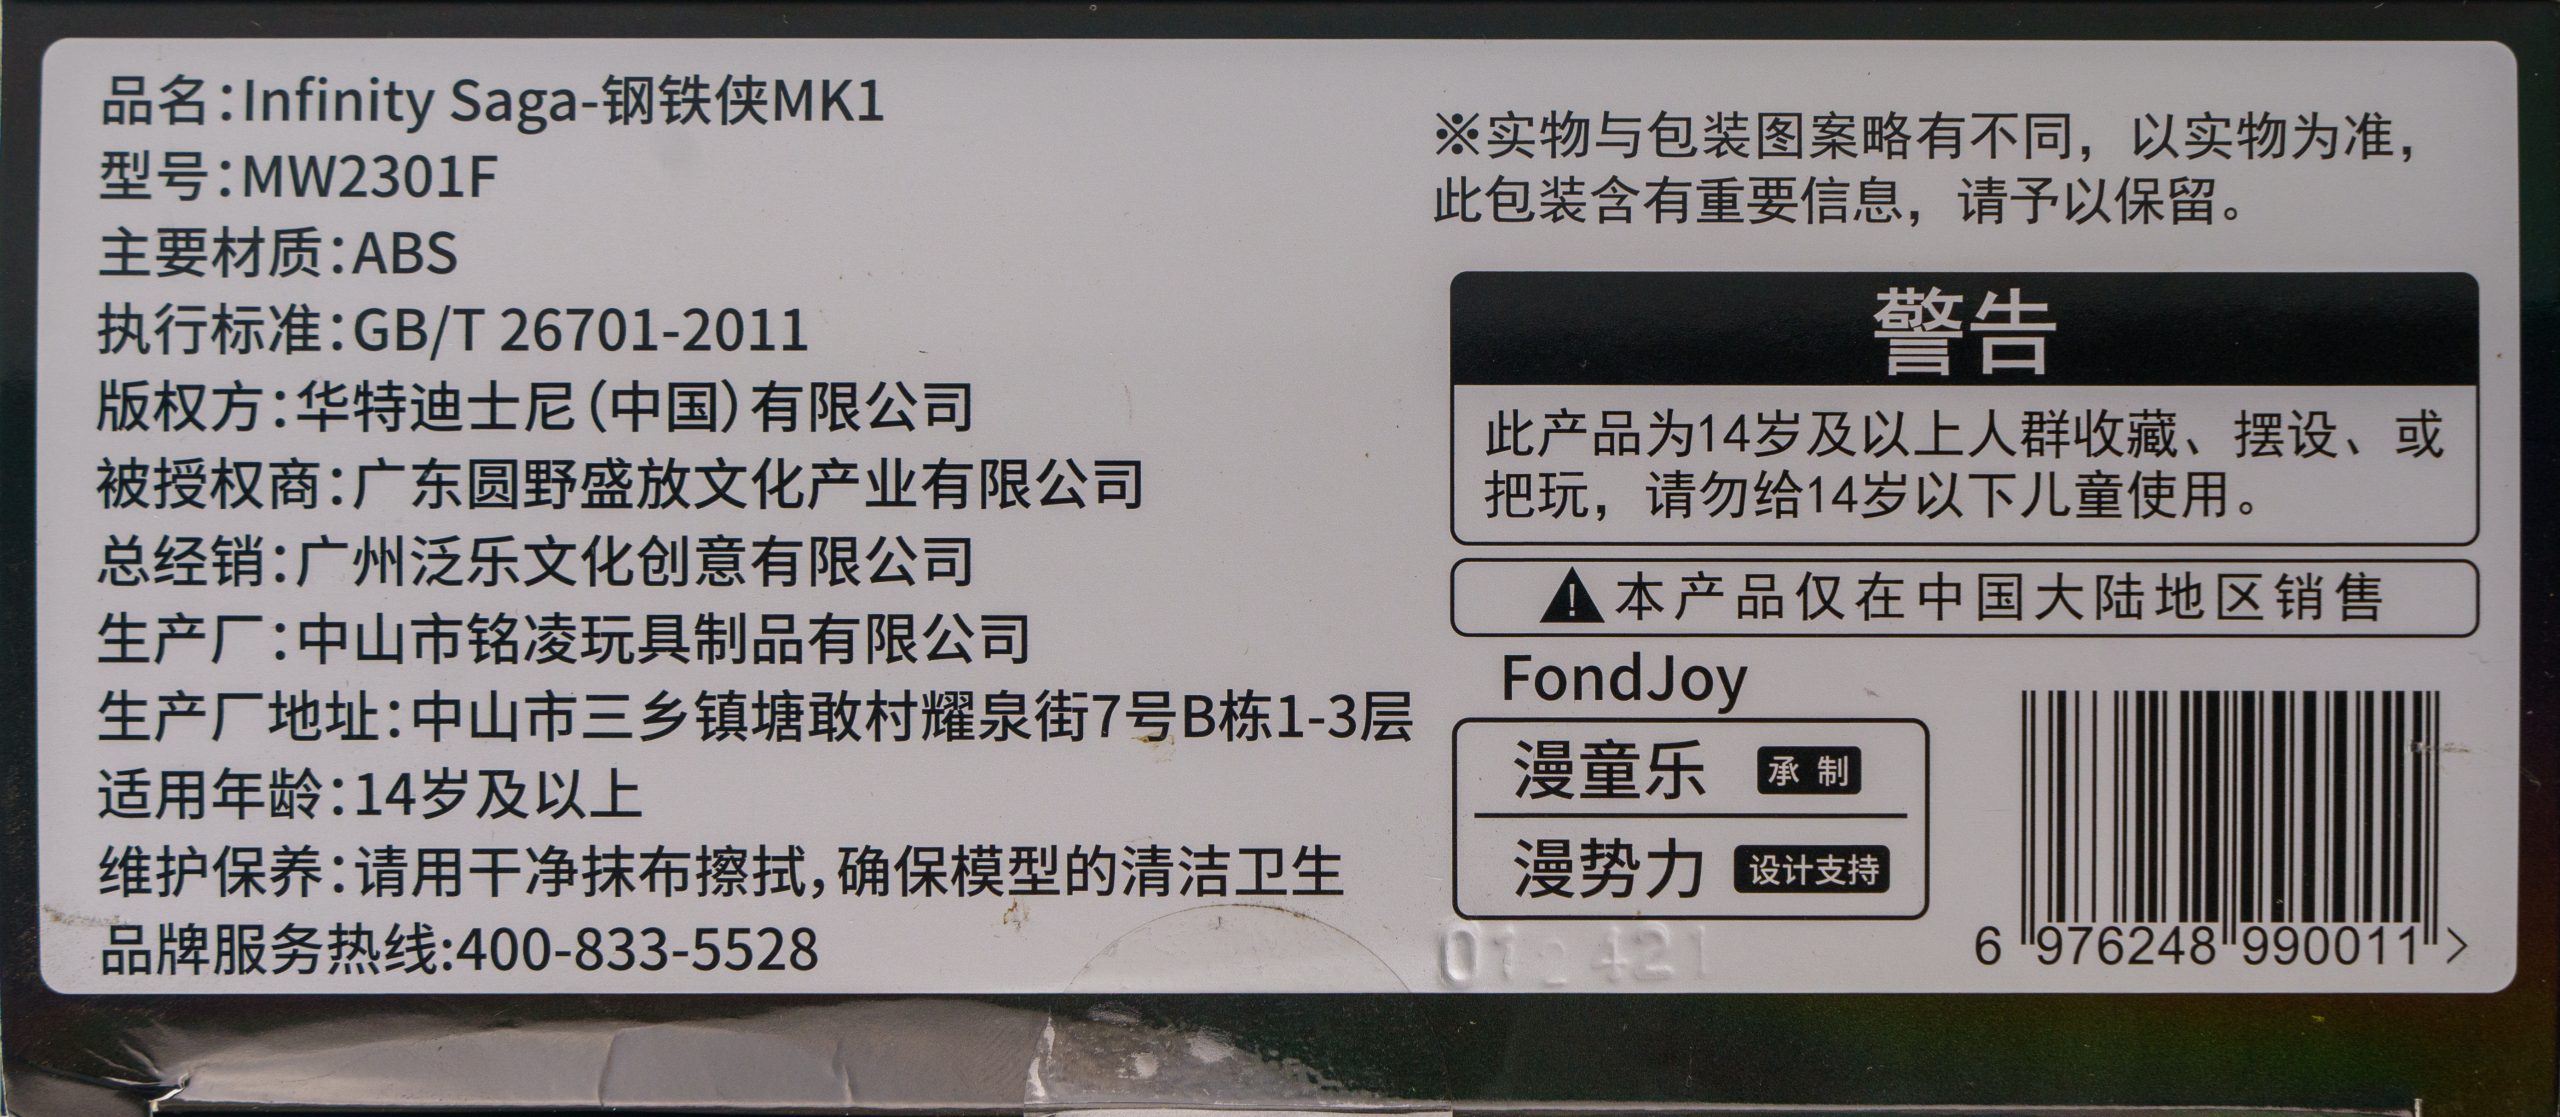 品名:Infinity Saga-钢铁侠MK1
型号:MW2301F
主要材质:ABS
执行标准:GB/T 26701-2011
版权方:华特迪士尼(中国)有限公司
被授权商:广东圆野盛放文化产业有限公司
总经销:广州泛乐文化创意有限公司
生产厂:中山市铭凌玩具制品有限公司
生产厂地址:中山市三乡镇塘敢村耀泉街7号B栋1-3层
适用年龄:14岁及以上
维护保养:请用干净抹布擦拭,确保模型的清洁卫生
品牌服务热线:400-833-5528
※实物与包装图案略有不同，以实物为准，
此包装含有重要信息，请予以保留。
警告
此产品为14岁及以上人群收藏、摆设、或
把玩，请勿给14岁以下儿童使用。
本产品仅在中国大陆地区销售
FondJoy
漫童乐 承制
漫势力 设计支持
6 976248 990011 >